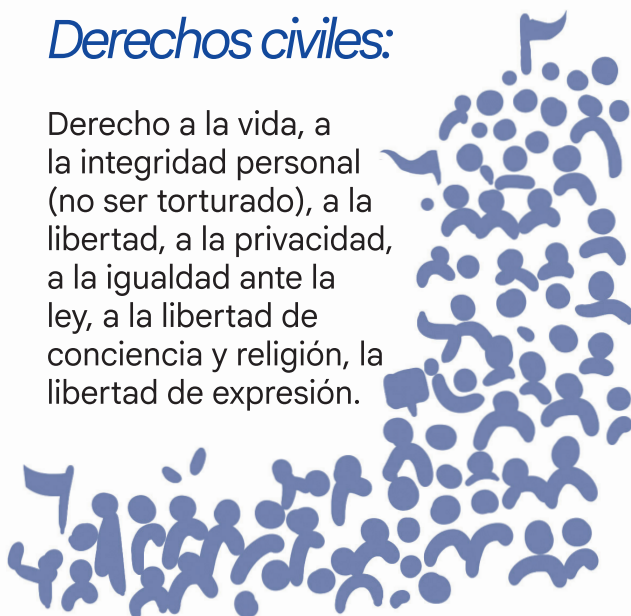 Derechos civiles:
Derecho a la vida, a
la integridad personal
(no ser torturado), a la
libertad, a la privacidad,
a la igualdad ante la
ley, a la libertad de
conciencia y religión, la
libertad de expresión.